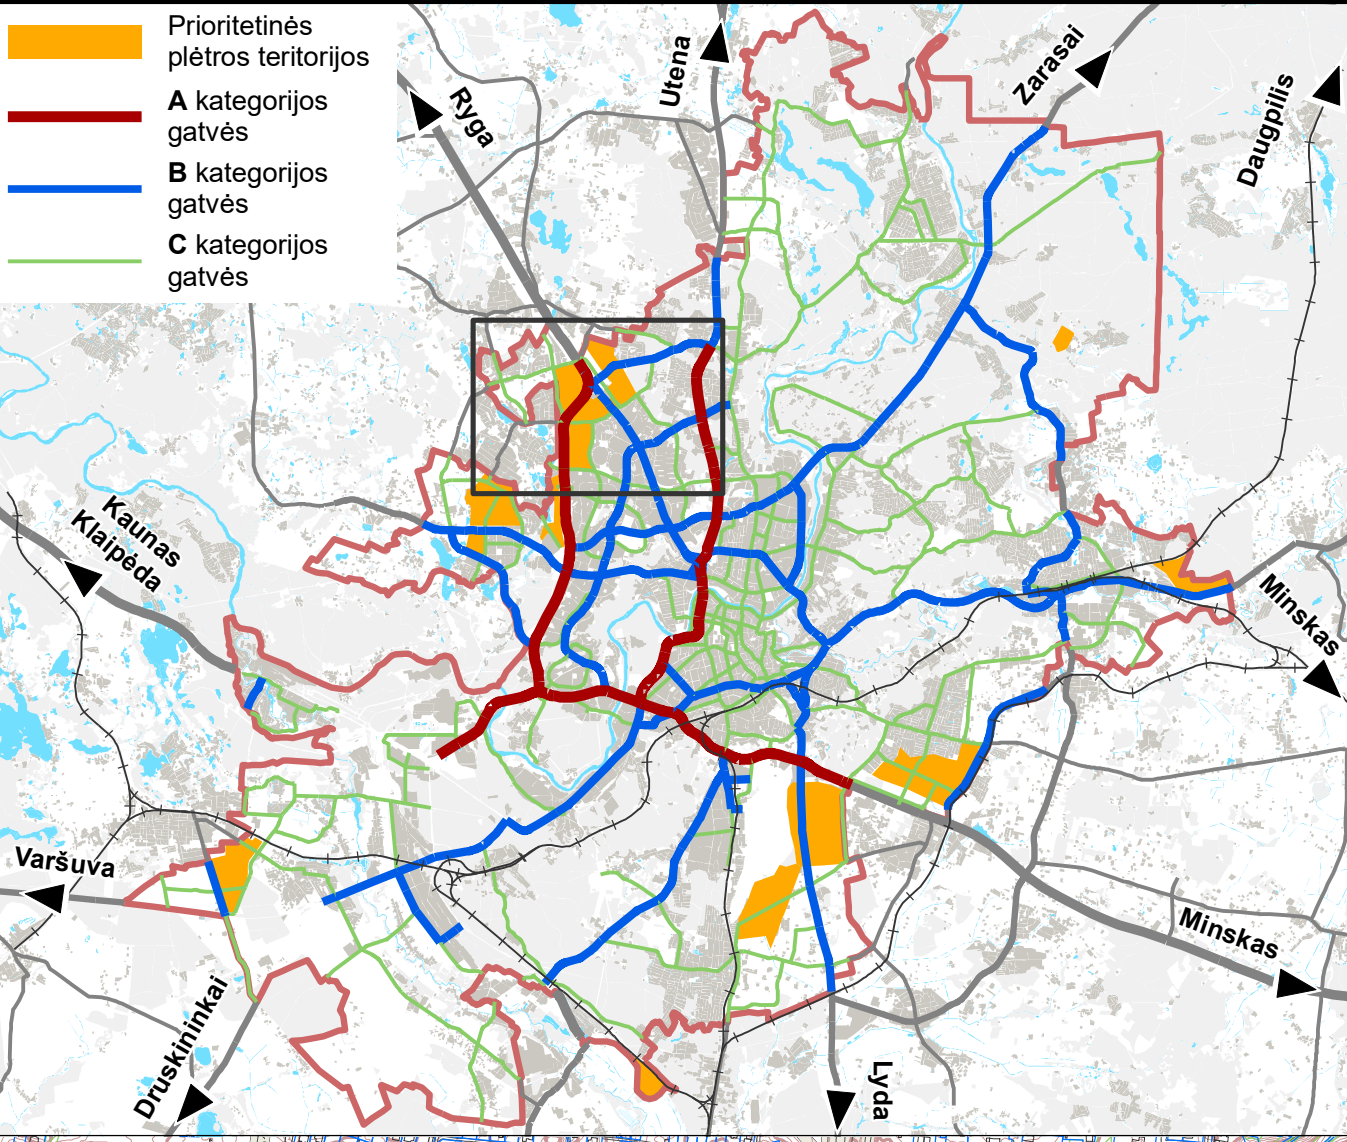 Prioritetinės
plėtros teritorijos
A kategorijos
gatvės
B kategorijos
gatvės
C kategorijos
gatvės
Ryga
Utena
Zarasai
Daugpilis
Kaunas
Klaipėda
Minskas
Varšuva
Minskas
Druskininkai
Lyda